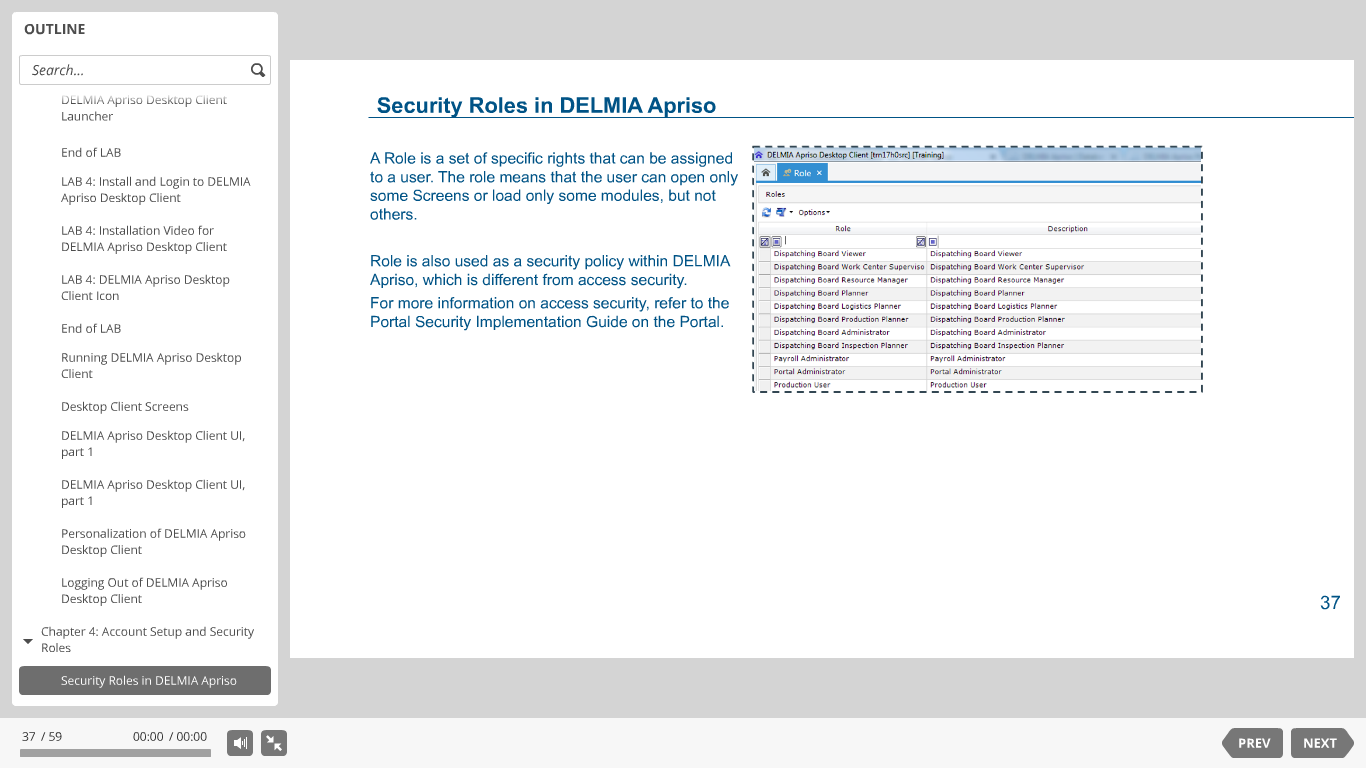 OUTLINE
Search...
DELMIA Apriso Desktop Client
Launcher
End of LAB
LAB 4: Install and Login to DELMIA
Apriso Desktop Client
LAB 4: Installation Video for
DELMIA Apriso Desktop Client
LAB 4: DELMIA Apriso Desktop
Client Icon
End of LAB
Running DELMIA Apriso Desktop
Client
Desktop Client Screens
DELMIA Apriso Desktop Client UI,
part 1
DELMIA Apriso Desktop Client UI,
part 1
Personalization of DELMIA Apriso
Desktop Client
Logging Out of DELMIA Apriso
Desktop Client
Chapter 4: Account Setup and Security
Roles
Security Roles in DELMIA Apriso
Security Roles in DELMIA Apriso
A Role is a set of specific rights that can be assigned
to a user. The role means that the user can open only
some Screens or load only some modules, but not
others.
Role is also used as a security policy within DELMIA
Apriso, which is different from access security.
For more information on access security, refer to the
Portal Security Implementation Guide on the Portal.
DELMIA Apriso Desktop Client [trn17h0src] [Training]
Role ×
Roles
Options
Role Description
Dispatching Board Viewer Dispatching Board Viewer
Dispatching Board Work Center Superviso Dispatching Board Work Center Supervisor
Dispatching Board Resource Manager Dispatching Board Resource Manager
Dispatching Board Planner Dispatching Board Planner
Dispatching Board Logistics Planner Dispatching Board Logistics Planner
Dispatching Board Production Planner Dispatching Board Production Planner
Dispatching Board Administrator Dispatching Board Administrator
Dispatching Board Inspection Planner Dispatching Board Inspection Planner
Payroll Administrator Payroll Administrator
Portal Administrator Portal Administrator
Production User Production User
37
37 / 59 00:00 / 00:00
PREV NEXT